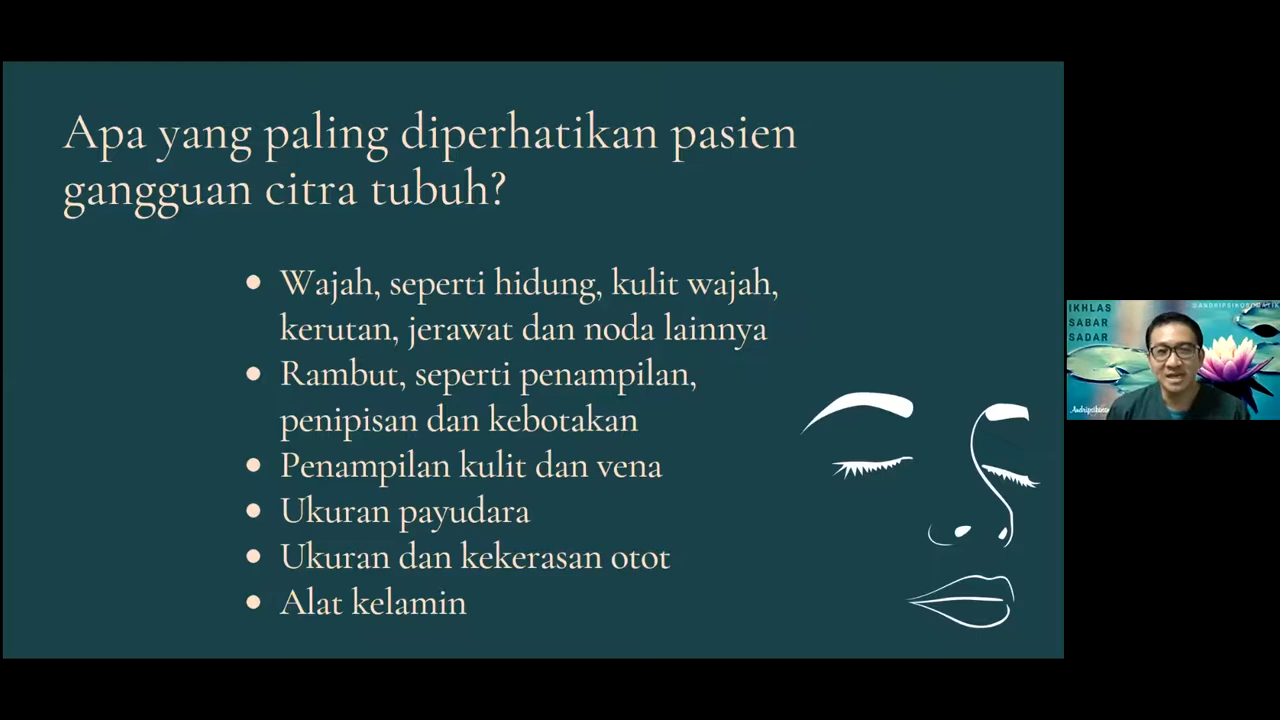 Apa yang paling diperhatikan pasien
gangguan citra tubuh?
Wajah, seperti hidung, kulit wajah,
kerutan, jerawat dan noda lainnya
Rambut, seperti penampilan,
penipisan dan kebotakan
Penampilan kulit dan vena
Ukuran payudara
Ukuran dan kekerasan otot
Alat kelamin
IKHLAS
SABAR
SADAR